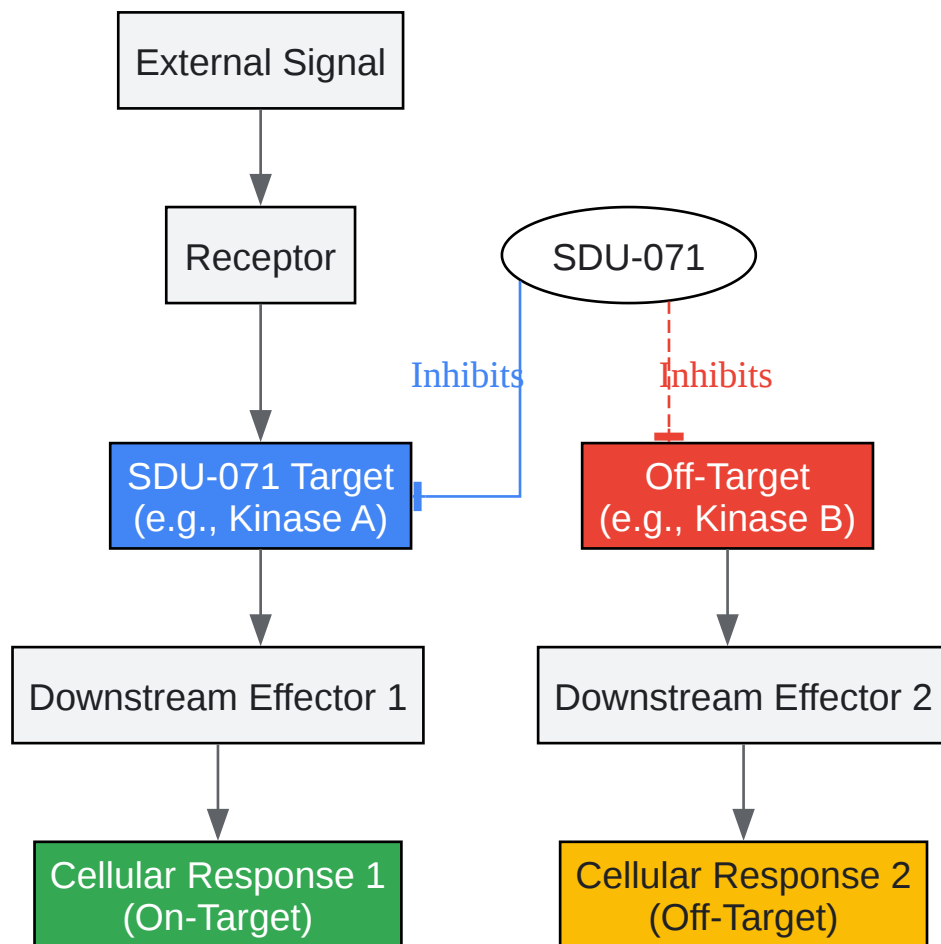 External Signal
Receptor
SDU-071
Inhibits
Inhibits
SDU-071 Target
(e.g., Kinase A)
Off-Target
(e.g., Kinase B)
Downstream Effector 1
Downstream Effector 2
Cellular Response 1
(On-Target)
Cellular Response 2
(Off-Target)